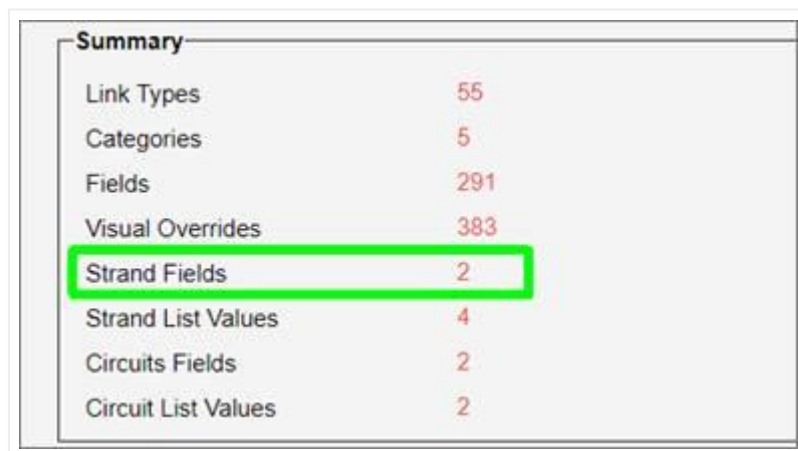 Summary
Link Types 55
Categories 5
Fields 291
Visual Overrides 383
Strand Fields 2
Strand List Values 4
Circuits Fields 2
Circuit List Values 2